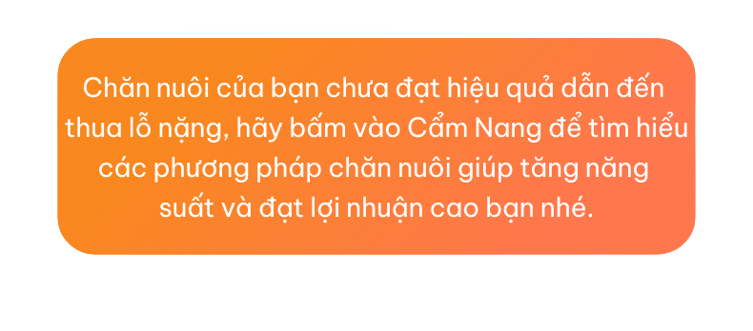 Chăn nuôi của bạn chưa đạt hiệu quả dẫn đến
thua lỗ nặng, hãy bấm vào Cẩm Nang để tìm hiểu
các phương pháp chăn nuôi giúp tăng năng
suất và đạt lợi nhuận cao bạn nhé.